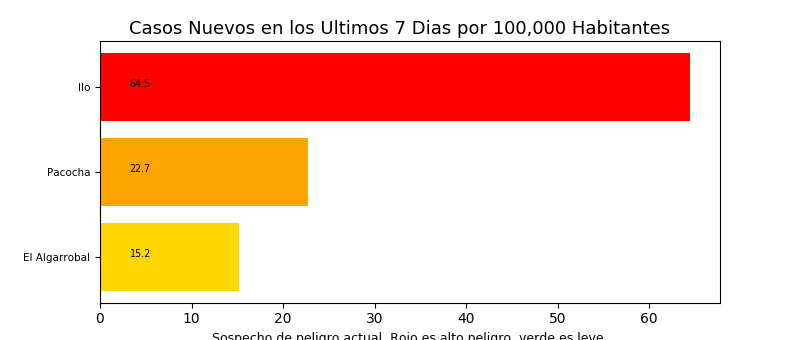 Casos Nuevos en los Ultimos 7 Dias por 100,000 Habitantes
Ilo
64.5
Pacocha
22.7
El Algarrobal
15.2
0 10 20 30 40 50 60
Sospecho de peligro actual. Rojo es alto peligro, verde es leve